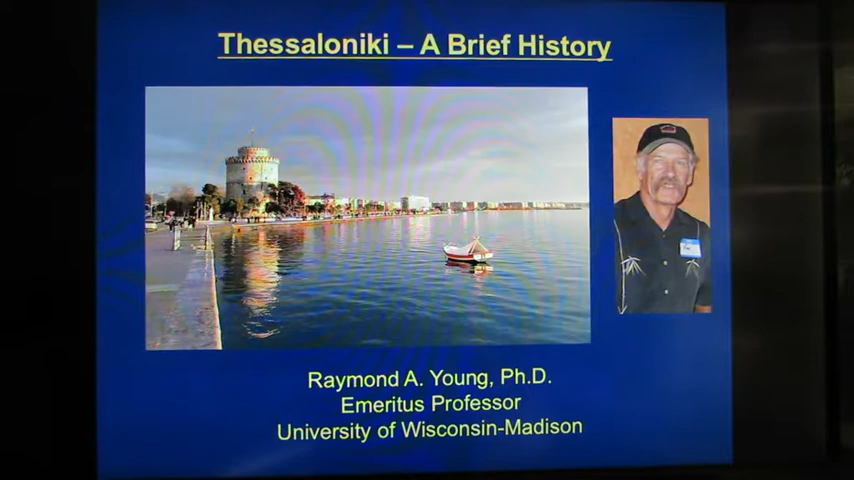 Thessaloniki – A Brief History
Raymond A. Young, Ph.D.
Emeritus Professor
University of Wisconsin-Madison